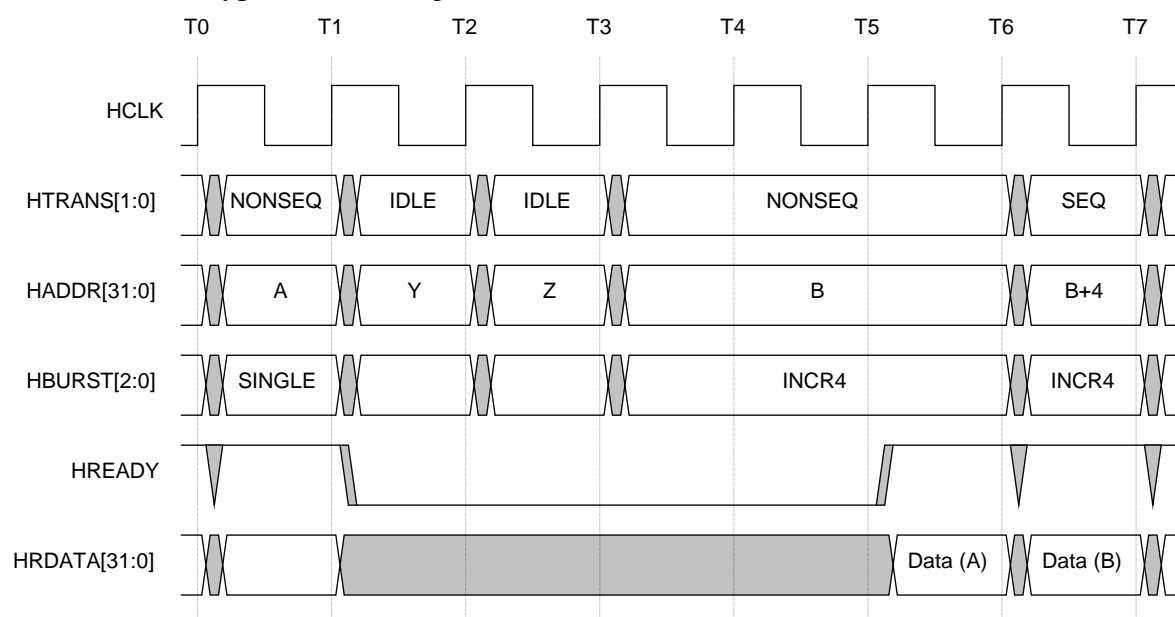 T0 T1 T2 T3 T4 T5 T6 T7
HCLK
HTRANS[1:0] NONSEQ IDLE IDLE NONSEQ SEQ
HADDR[31:0] A Y Z B B+4
HBURST[2:0] SINGLE INCR4 INCR4
HREADY
HRDATA[31:0] Data (A) Data (B)